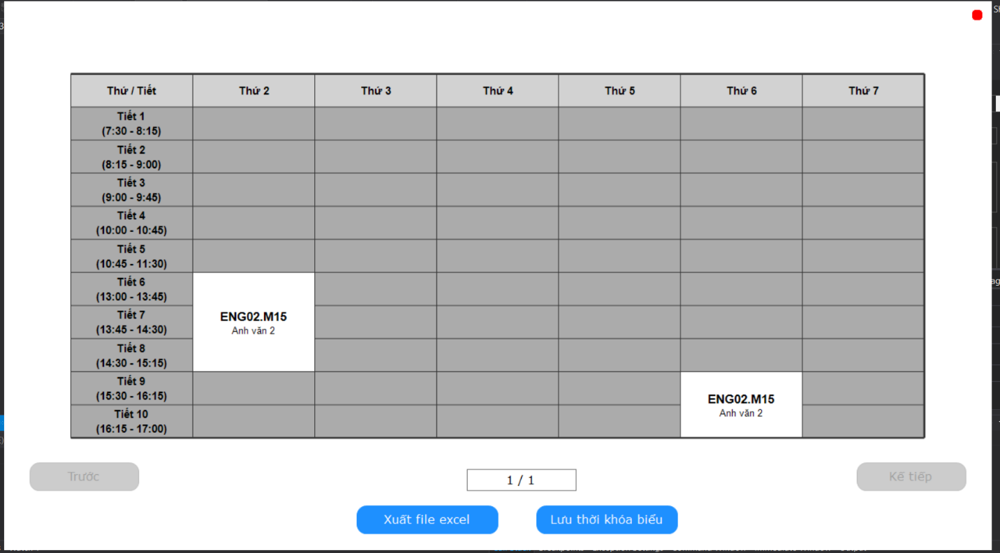 Thứ / Tiết Thứ 2 Thứ 3 Thứ 4 Thứ 5 Thứ 6 Thứ 7
Tiết 1
(7:30 - 8:15)
Tiết 2
(8:15 - 9:00)
Tiết 3
(9:00 - 9:45)
Tiết 4
(10:00 - 10:45)
Tiết 5
(10:45 - 11:30)
Tiết 6
(13:00 - 13:45)
Tiết 7
(13:45 - 14:30)
ENG02.M15
Anh văn 2
Tiết 8
(14:30 - 15:15)
Tiết 9
(15:30 - 16:15)
Tiết 10
(16:15 - 17:00)
ENG02.M15
Anh văn 2
Trước
1 / 1
Kế tiếp
Xuất file excel
Lưu thời khóa biểu